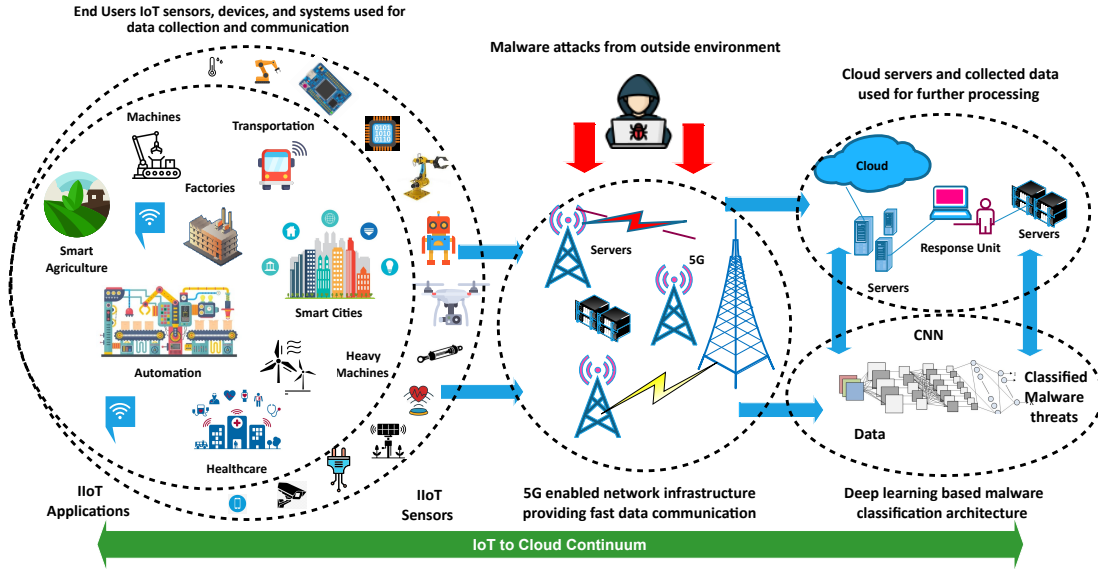 End Users IoT sensors, devices, and systems used for
data collection and communication
Malware attacks from outside environment
Cloud servers and collected data
used for further processing
Machines
Transportation
0101
1010
0110
Factories
Smart
Agriculture
Smart Cities
Automation
Heavy
Machines
Healthcare
IIoT
Applications
IIoT
Sensors
Servers
5G
5G enabled network infrastructure
providing fast data communication
Cloud
Response Unit
Servers
Servers
CNN
Data
Classified
Malware
threats
Deep learning based malware
classification architecture
IoT to Cloud Continuum